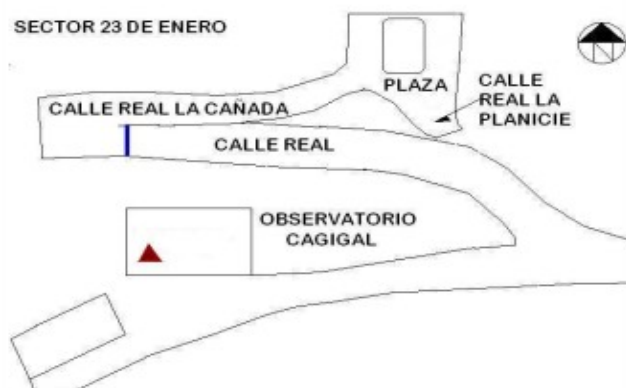 SECTOR 23 DE ENERO
PLAZA
CALLE
REAL LA
PLANICIE
CALLE REAL LA CAÑADA
CALLE REAL
OBSERVATORIO
CAGIGAL
N